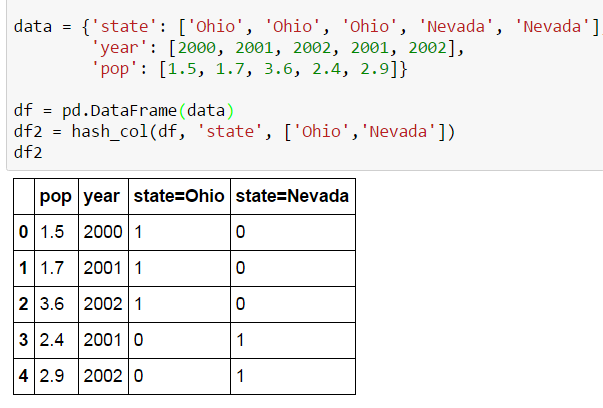 data = {'state': ['Ohio', 'Ohio', 'Ohio', 'Nevada', 'Nevada'],
'year': [2000, 2001, 2002, 2001, 2002],
'pop': [1.5, 1.7, 3.6, 2.4, 2.9]}
df = pd.DataFrame(data)
df2 = hash_col(df, 'state', ['Ohio','Nevada'])
df2
pop year state=Ohio state=Nevada
0 1.5 2000 1 0
1 1.7 2001 1 0
2 3.6 2002 1 0
3 2.4 2001 0 1
4 2.9 2002 0 1